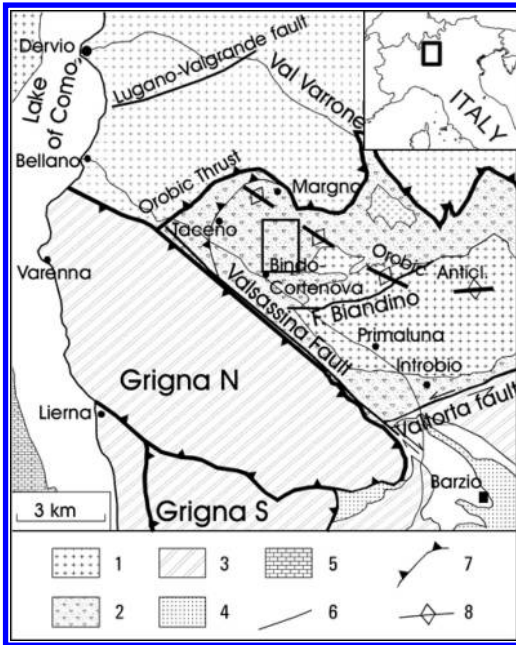 Dervio
Lake
of Como,
Lugano-Valgrande fault
Val Varrone
ITALY
Bellano
Orobic Thrust
Margno
Taceno
Varenna
Bindo
Cortenova
Orobic
Anticl.
Valsassina Fault
F. Biandino
Primaluna
Grigna N
Introbio
Lierna
Valtorta fault
Barzio
3 km
Grigna S
1 3 5 7
2 4 6 8